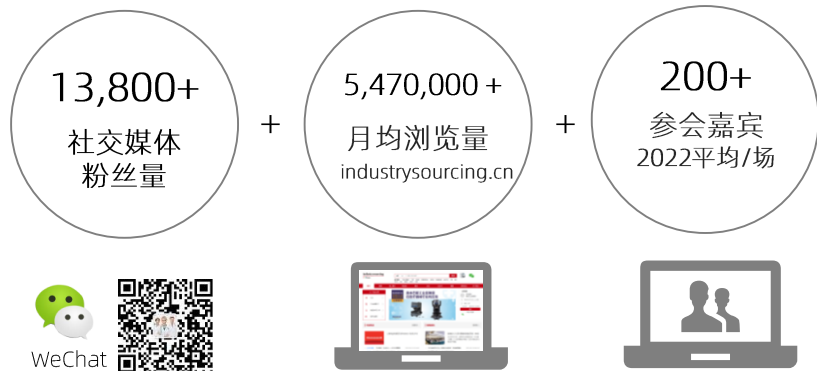 13,800+
社交媒体
粉丝量
+
5,470,000 +
月均浏览量
industrysourcing.cn
+
200+
参会嘉宾
2022平均/场
WeChat